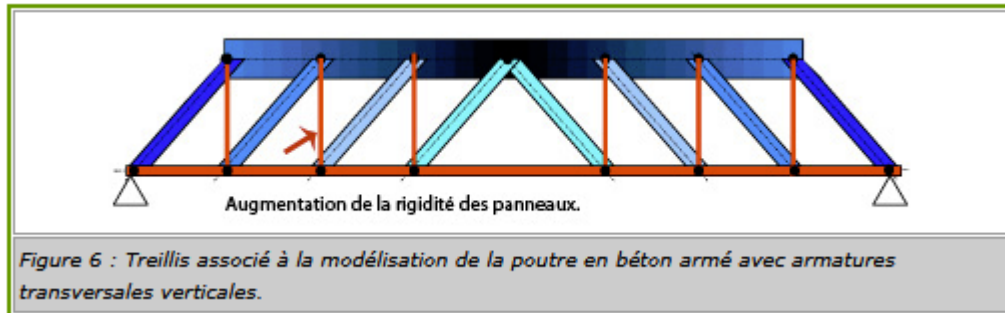 Augmentation de la rigidité des panneaux.
Figure 6 : Treillis associé à la modélisation de la poutre en béton armé avec armatures
transversales verticales.